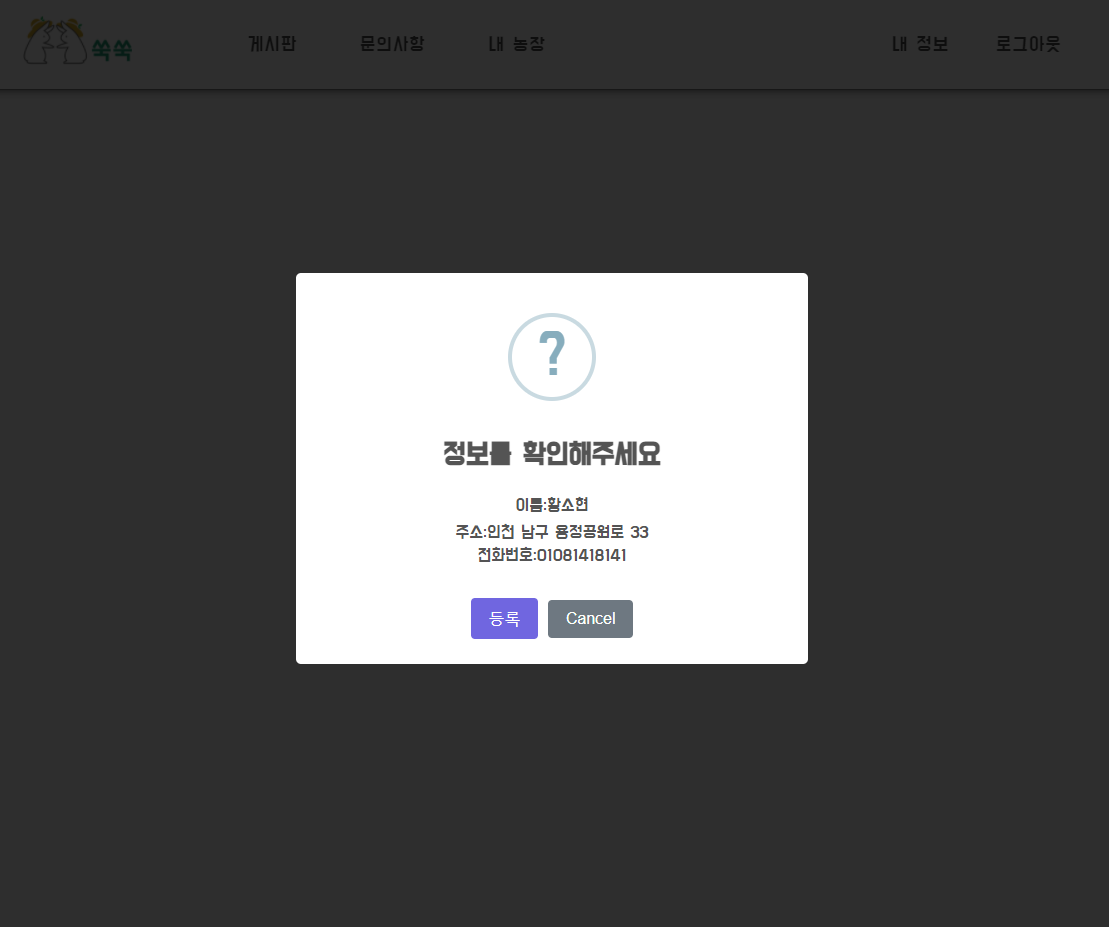 쑥쑥
게시판 문의사항 내 농장 내 정보 로그아웃
?
정보를 확인해주세요
이름:황소현
주소:인천 남구 용정공원로 33
전화번호:01081418141
등록 Cancel